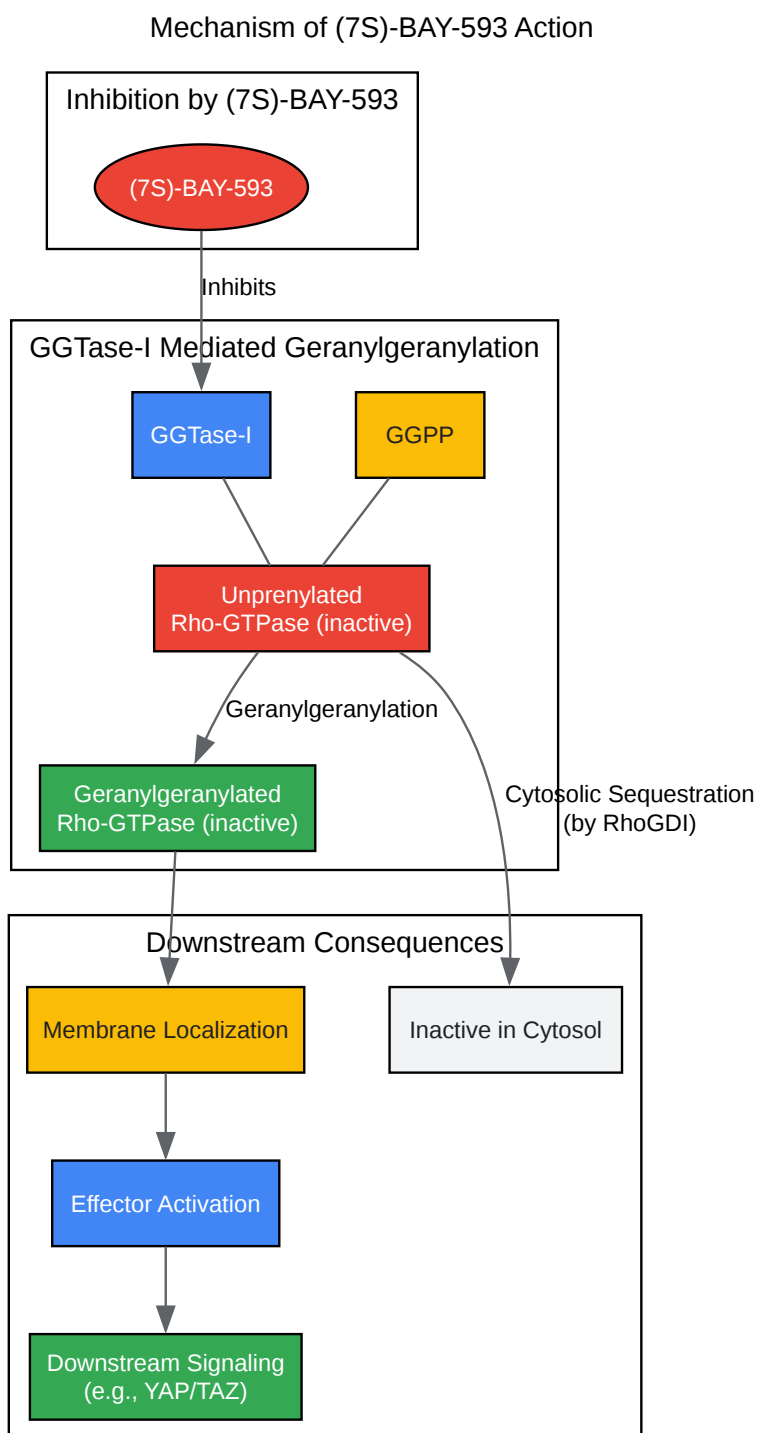 Mechanism of (7S)-BAY-593 Action
Inhibition by (7S)-BAY-593
(7S)-BAY-593
Inhibits
GGTase-I Mediated Geranylgeranylation
GGTase-I
GGPP
Unprenylated
Rho-GTPase (inactive)
Geranylgeranylation
Geranylgeranylated
Rho-GTPase (inactive)
Cytosolic Sequestration
(by RhoGDI)
Downstream Consequences
Membrane Localization
Inactive in Cytosol
Effector Activation
Downstream Signaling
(e.g., YAP/TAZ)